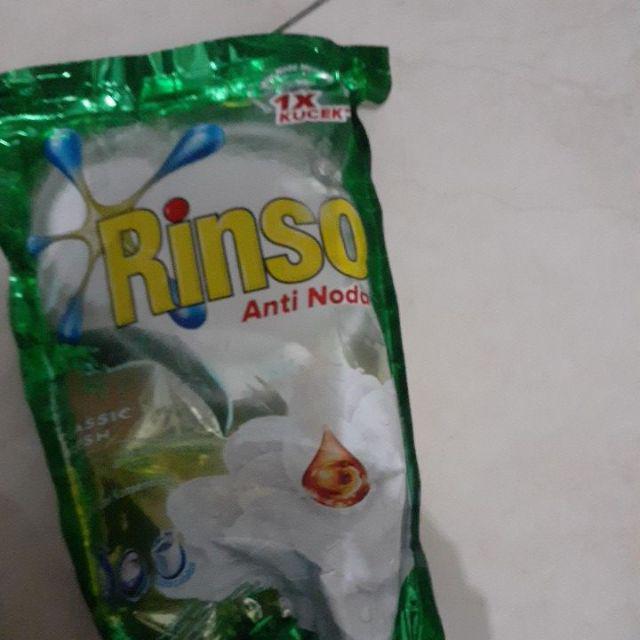 1X
KUCEK
Rinso
Anti Noda